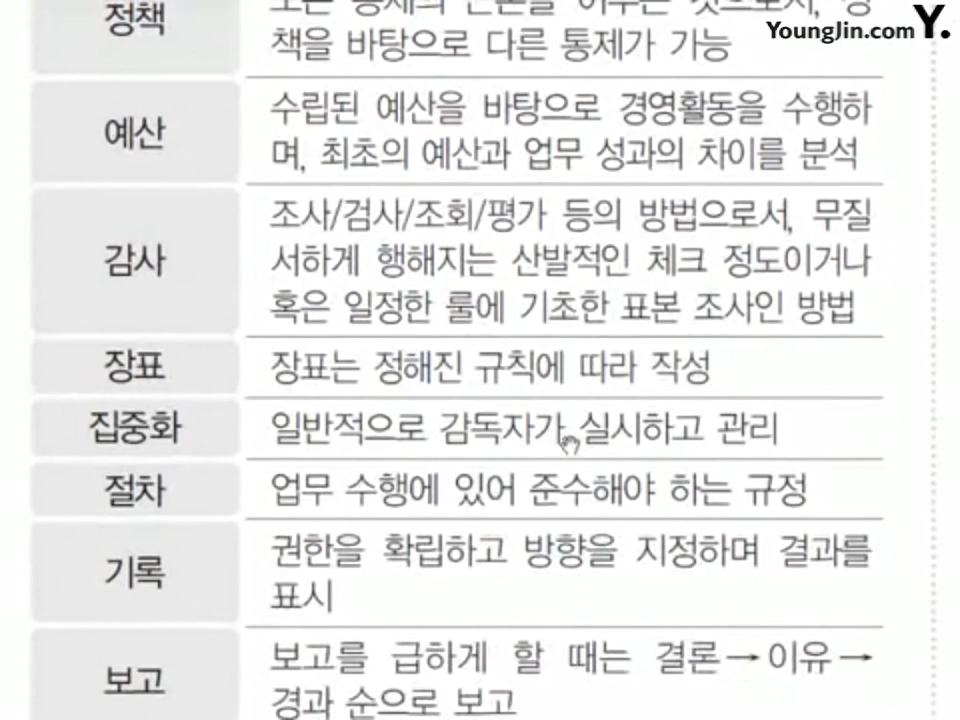 YoungJin.com Y.
정책
책을 바탕으로 다른 통제가 가능
예산
수립된 예산을 바탕으로 경영활동을 수행하
며, 최초의 예산과 업무 성과의 차이를 분석
감사
조사/검사/조회/평가 등의 방법으로서, 무질
서하게 행해지는 산발적인 체크 정도이거나
혹은 일정한 룰에 기초한 표본 조사인 방법
장표
장표는 정해진 규칙에 따라 작성
집중화
일반적으로 감독자가 실시하고 관리
절차
업무 수행에 있어 준수해야 하는 규정
기록
권한을 확립하고 방향을 지정하며 결과를
표시
보고
보고를 급하게 할 때는 결론→이유→
경과 순으로 보고